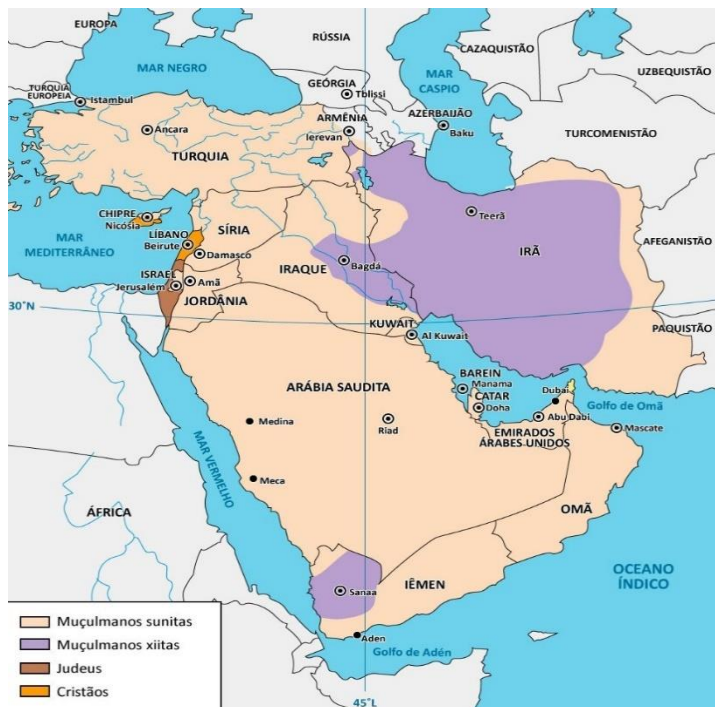 EUROPA
RÚSSIA
CAZAQUISTÃO
MAR NEGRO
MAR
CASPIO
UZBEQUISTÃO
TURQUIA
EUROPEIA
Istambul
GEÓRGIA
Tblissi
ARMÊNIA
Ierevan
AZERBAIJÃO
Baku
TURCOMENISTÃO
Ancara
TURQUIA
CHIPRE
Nicósia
LÍBANO
Beirute
SÍRIA
Damasco
Teerã
MAR
MEDITERRÂNEO
IRAQUE
Bagdá
IRÃ
AFEGANISTÃO
ISRAEL
Jerusalém
Amã
JORDÂNIA
30°N
KUWAIT
Al Kuwait
PAQUISTÃO
ARÁBIA SAUDITA
BAREIN
Manama
CATAR
Doha
Dubai
Golfo de Omã
Medina
Riad
Abu Dabi
EMIRADOS
ÁRABES UNIDOS
Mascate
MAR VERMELHO
Meca
ÁFRICA
OMÃ
OCEANO
ÍNDICO
Sanaa
IÊMEN
Aden
Golfo de Adén
45°L
Muçulmanos sunitas
Muçulmanos xiitas
Judeus
Cristãos